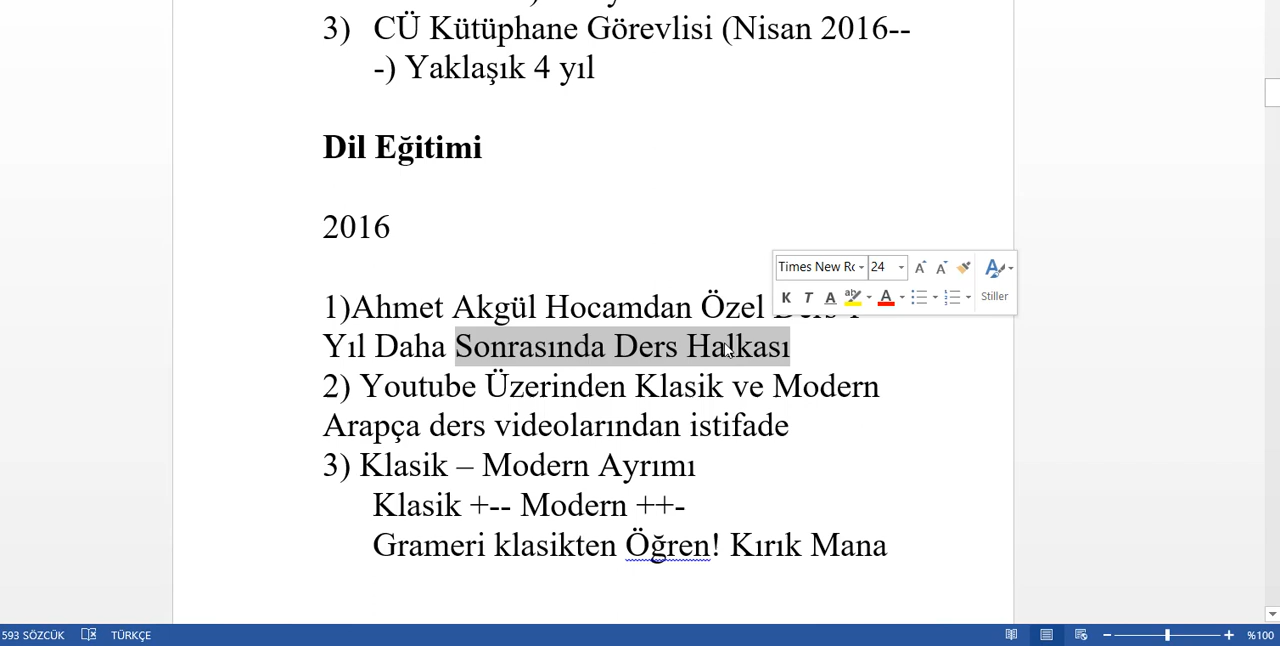 3) CÜ Kütüphane Görevlisi (Nisan 2016--
-) Yaklaşık 4 yıl
Dil Eğitimi
2016
Times New Ro 24
K T A Stiller
1)Ahmet Akgül Hocamdan Özel Ders
Yıl Daha Sonrasında Ders Halkası
2) Youtube Üzerinden Klasik ve Modern
Arapça ders videolarından istifade
3) Klasik – Modern Ayrımı
Klasik +-- Modern ++-
Grameri klasikten Öğren! Kırık Mana
593 SÖZCÜK TÜRKÇE %100